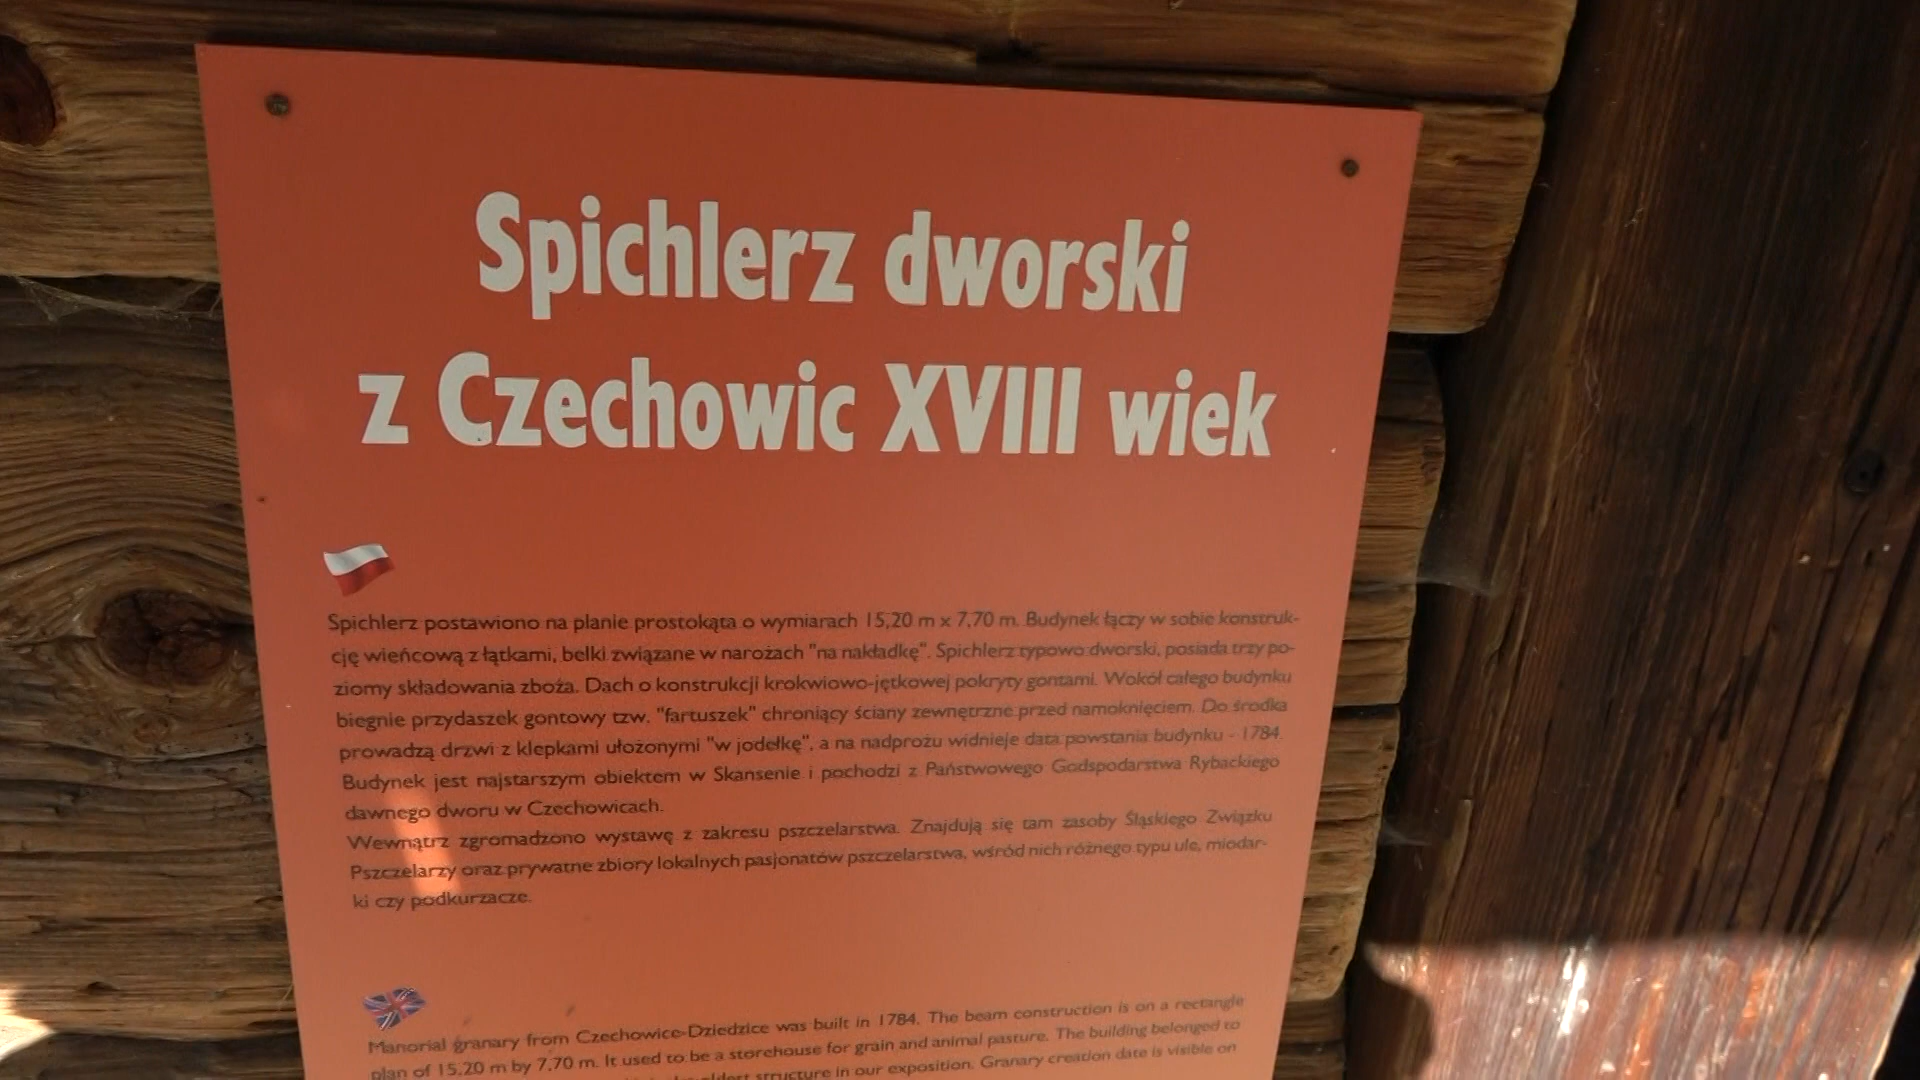 Spichlerz dworski
z Czechowic XVIII wiek
Spichlerz postawiono na planie prostokąta o wymiarach 15,20 m x 7,70 m. Budynek łączy w sobie konstruk-
cję wieńcową z łątkami, belki związane w narożach "na nakładkę". Spichlerz typowo dworski, posiada trzy po-
ziomy składowania zboża. Dach o konstrukcji krokwiowo-jętkowej pokryty gontami. Wokół całego budynku
biegnie przydaszek gontowy tzw. "fartuszek" chroniący ściany zewnętrzne przed namoknięciem. Do środka
prowadzą drzwi z klepkami ułożonymi "w jodełkę", a na nadprożu widnieje data powstania budynku - 1784.
Budynek jest najstarszym obiektem w Skansenie i pochodzi z Państwowego Godspodarstwa Rybackiego
dawnego dworu w Czechowicach.
Wewnątrz zgromadzono wystawę z zakresu pszczelarstwa. Znajdują się tam zasoby Śląskiego Związku
Pszczelarzy oraz prywatne zbiory lokalnych pasjonatów pszczelarstwa, wśród nich różnego typu ule, miodar-
ki czy podkurzacze.
Manorial granary from Czechowice-Dziedzice was built in 1784. The beam construction is on a rectangle
plan of 15,20 m by 7,70 m. It used to be a storehouse for grain and animal pasture. The building belonged to
oldest structure in our exposition. Granary creation date is visible on